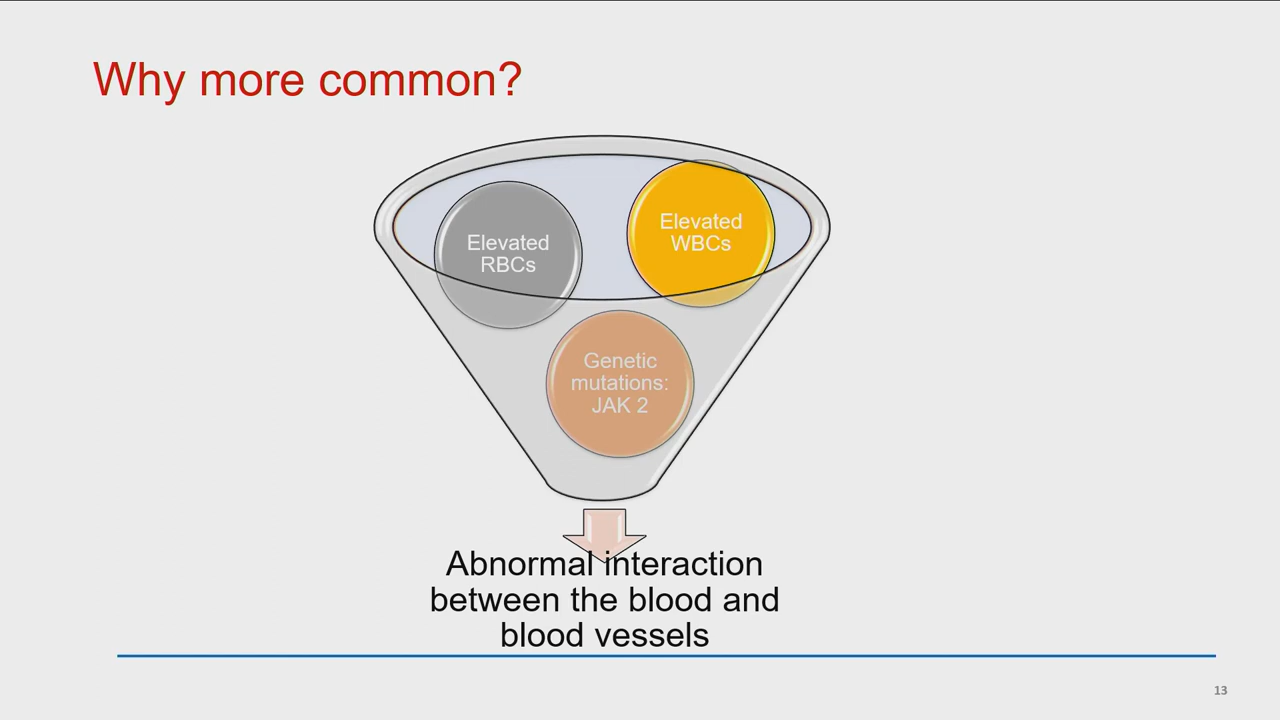 Why more common?
Elevated
RBCs
Elevated
WBCs
Genetic
mutations:
JAK 2
Abnormal interaction
between the blood and
blood vessels
13